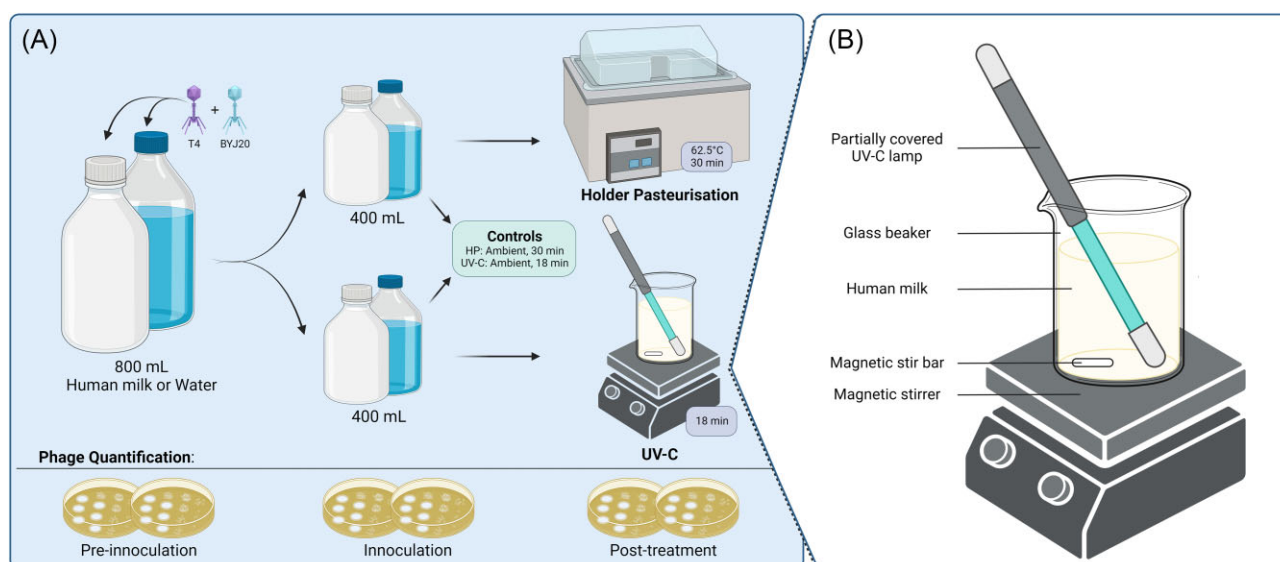 (A)
T4
+
BYJ20
800 mL
Human milk or Water
400 mL
400 mL
Controls
HP: Ambient, 30 min
UV-C: Ambient, 18 min
62.5°C
30 min
Holder Pasteurisation
18 min
UV-C
Phage Quantification:
Pre-innoculation
Innoculation
Post-treatment
(B)
Partially covered
UV-C lamp
Glass beaker
Human milk
Magnetic stir bar
Magnetic stirrer